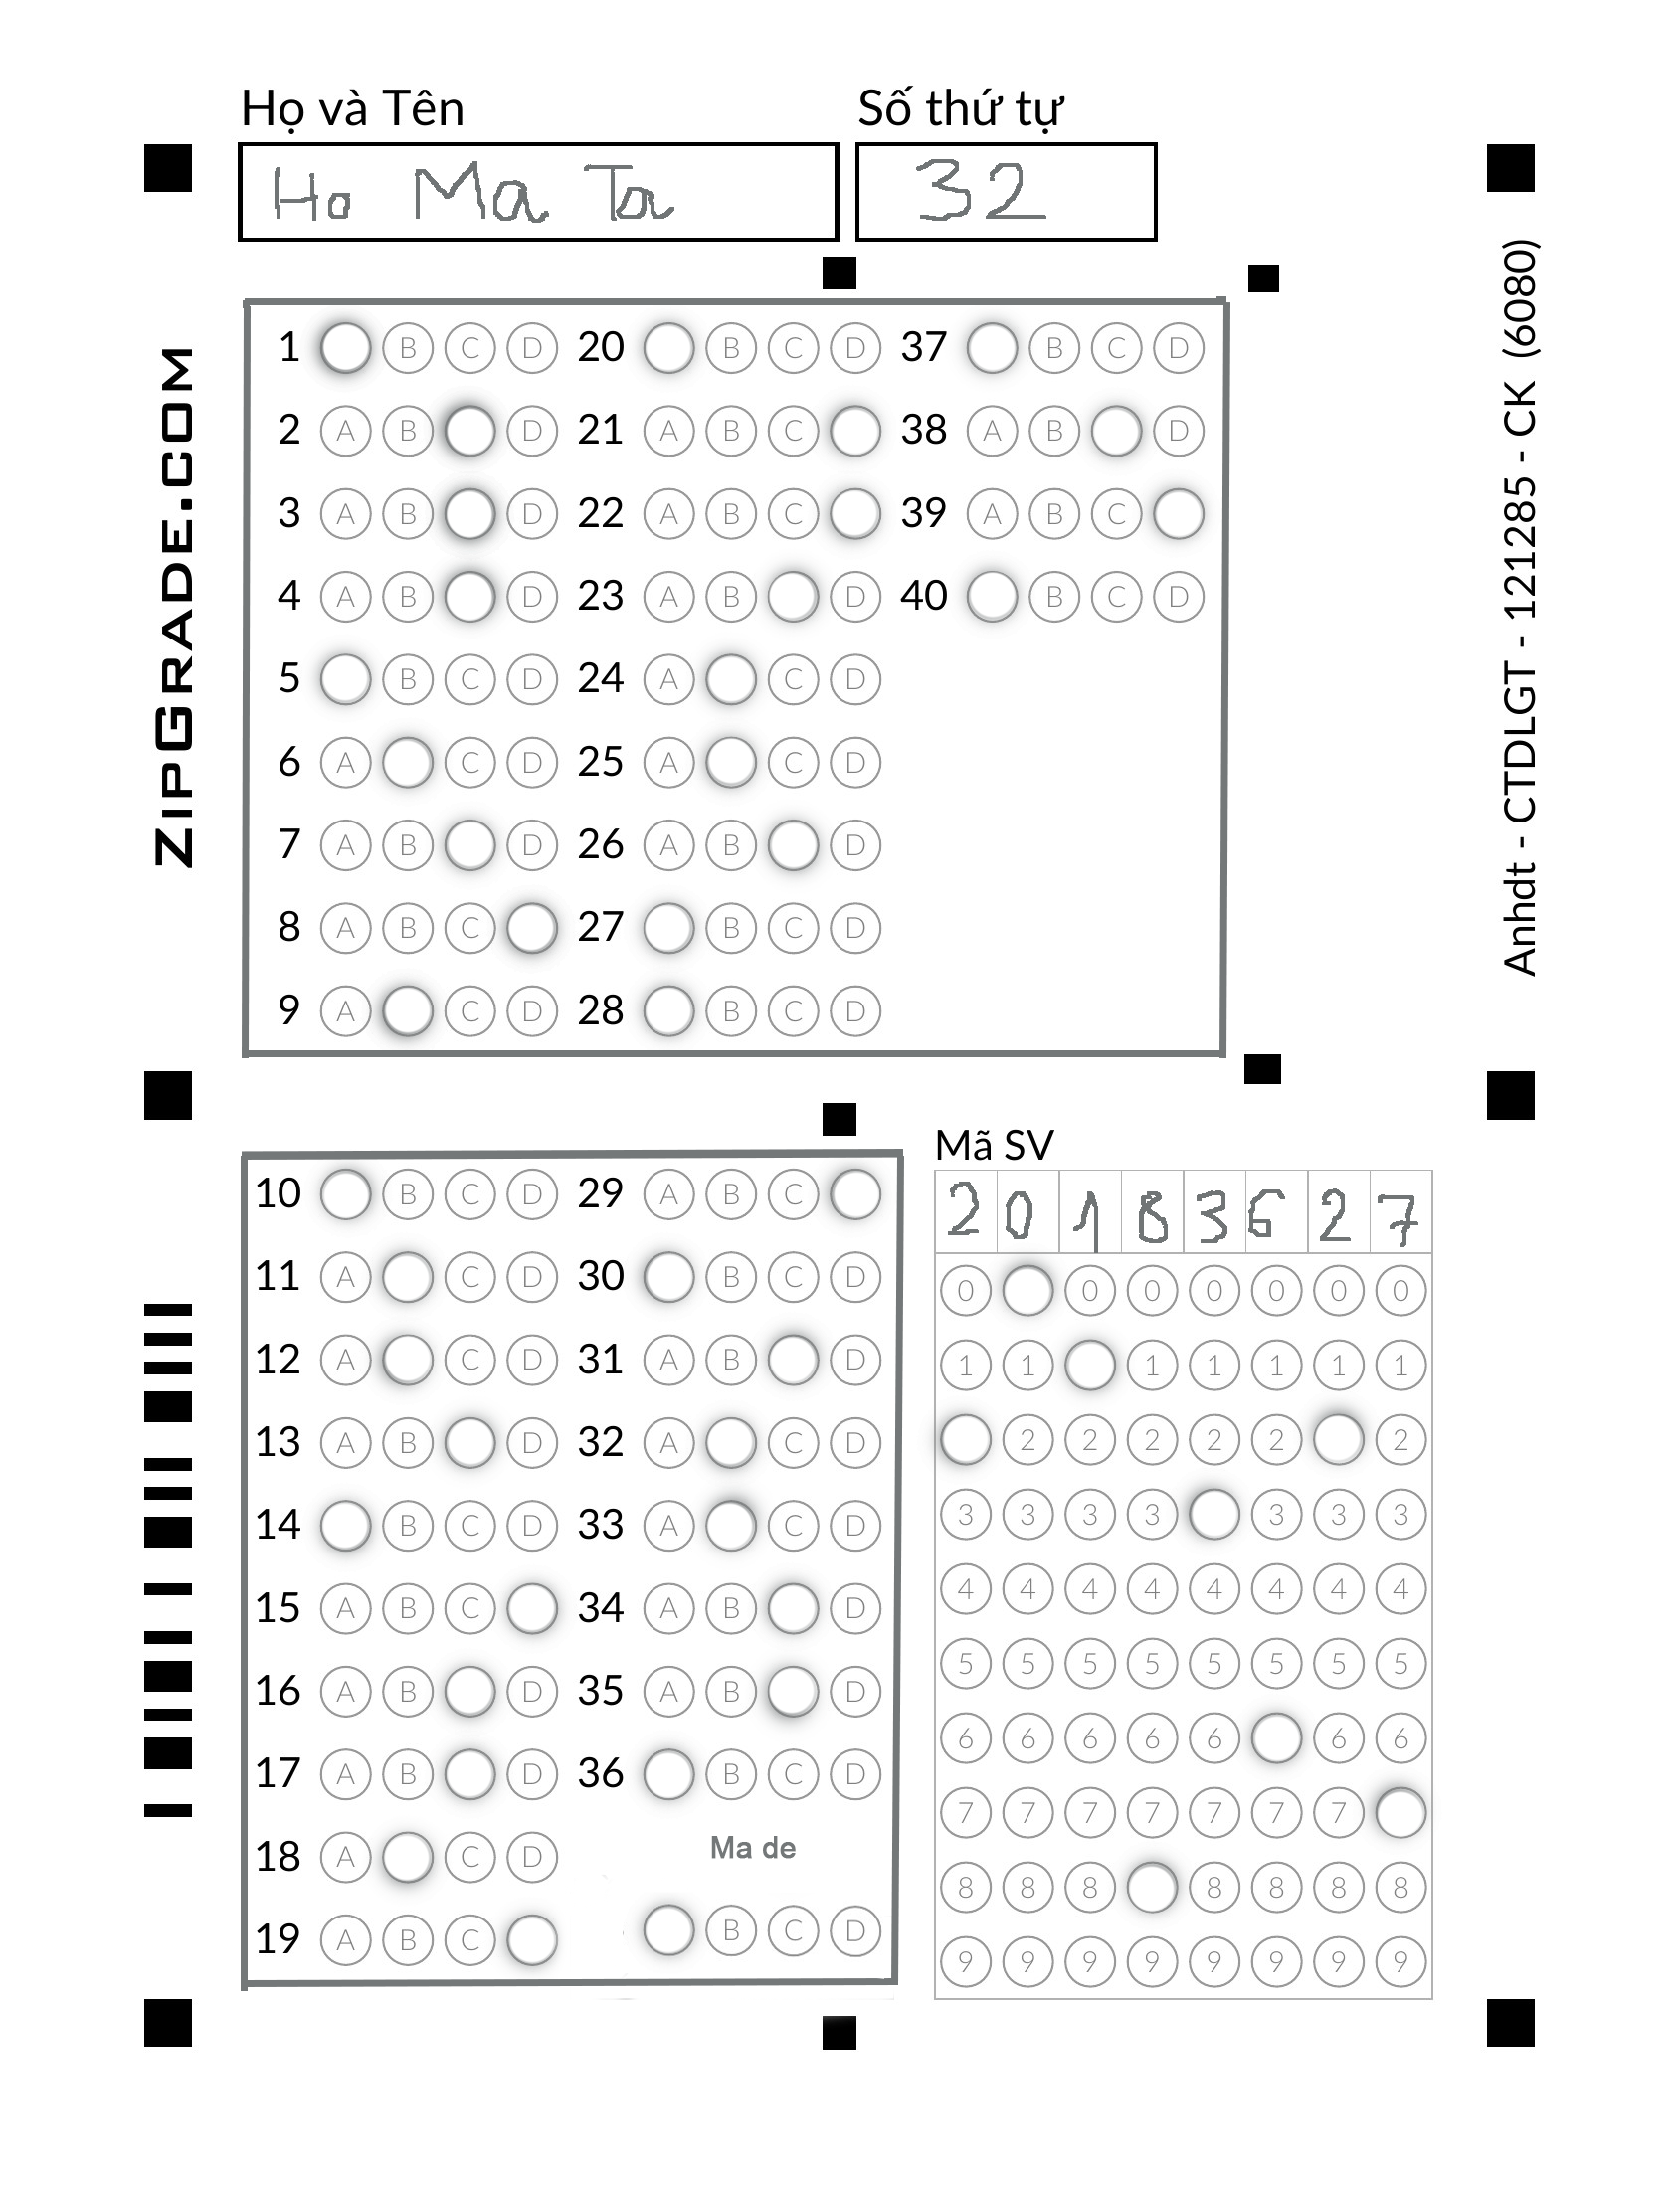 Họ và Tên Số thứ tự
Ho Ma Ta 32
ZIPGRADE.COM
Anhdt - CTDLGT - 121285 - CK (6080)
1 B C D 20 B C D 37 B C D
2 A B D 21 A B C 38 A B D
3 A B D 22 A B C 39 A B C
4 A B D 23 A B D 40 B C D
5 B C D 24 A C D
6 A C D 25 A C D
7 A B D 26 A B D
8 A B C 27 B C D
9 A C D 28 B C D
10 B C D 29 A B C
11 A C D 30 B C D
12 A C D 31 A B D
13 A B D 32 A C D
14 B C D 33 A C D
15 A B C 34 A B D
16 A B D 35 A B D
17 A B D 36 B C D
18 A C D
19 A B C
Ma de
B C D
Mã SV
2 0 1 8 3 6 2 7
0 0 0 0 0 0 0
1 1 1 1 1 1 1
2 2 2 2 2 2
3 3 3 3 3 3 3
4 4 4 4 4 4 4 4
5 5 5 5 5 5 5 5
6 6 6 6 6 6 6
7 7 7 7 7 7 7
8 8 8 8 8 8 8
9 9 9 9 9 9 9 9